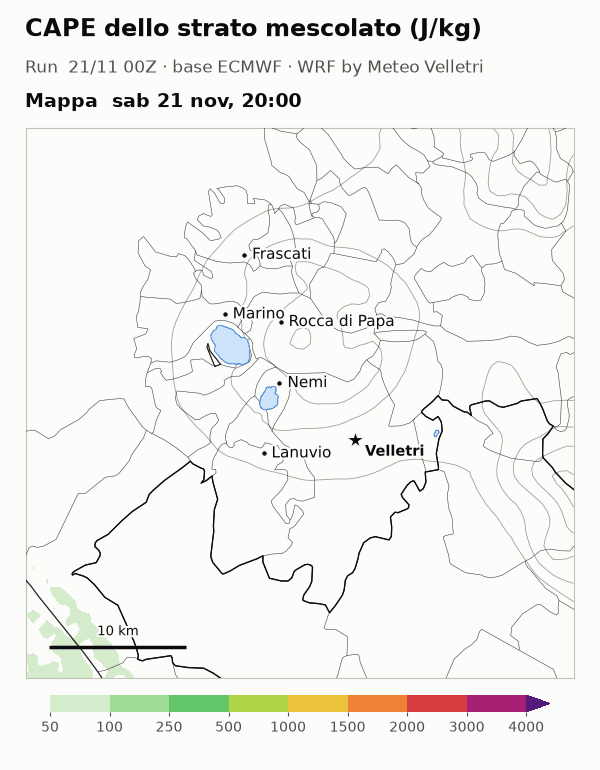 CAPE dello strato mescolato (J/kg)
Run  21/11 00Z · base ECMWF · WRF by Meteo Velletri
Mappa  sab 21 nov, 20:00
Frascati
Marino
Rocca di Papa
Nemi
Velletri
Lanuvio
10 km
50 100 250 500 1000 1500 2000 3000 4000